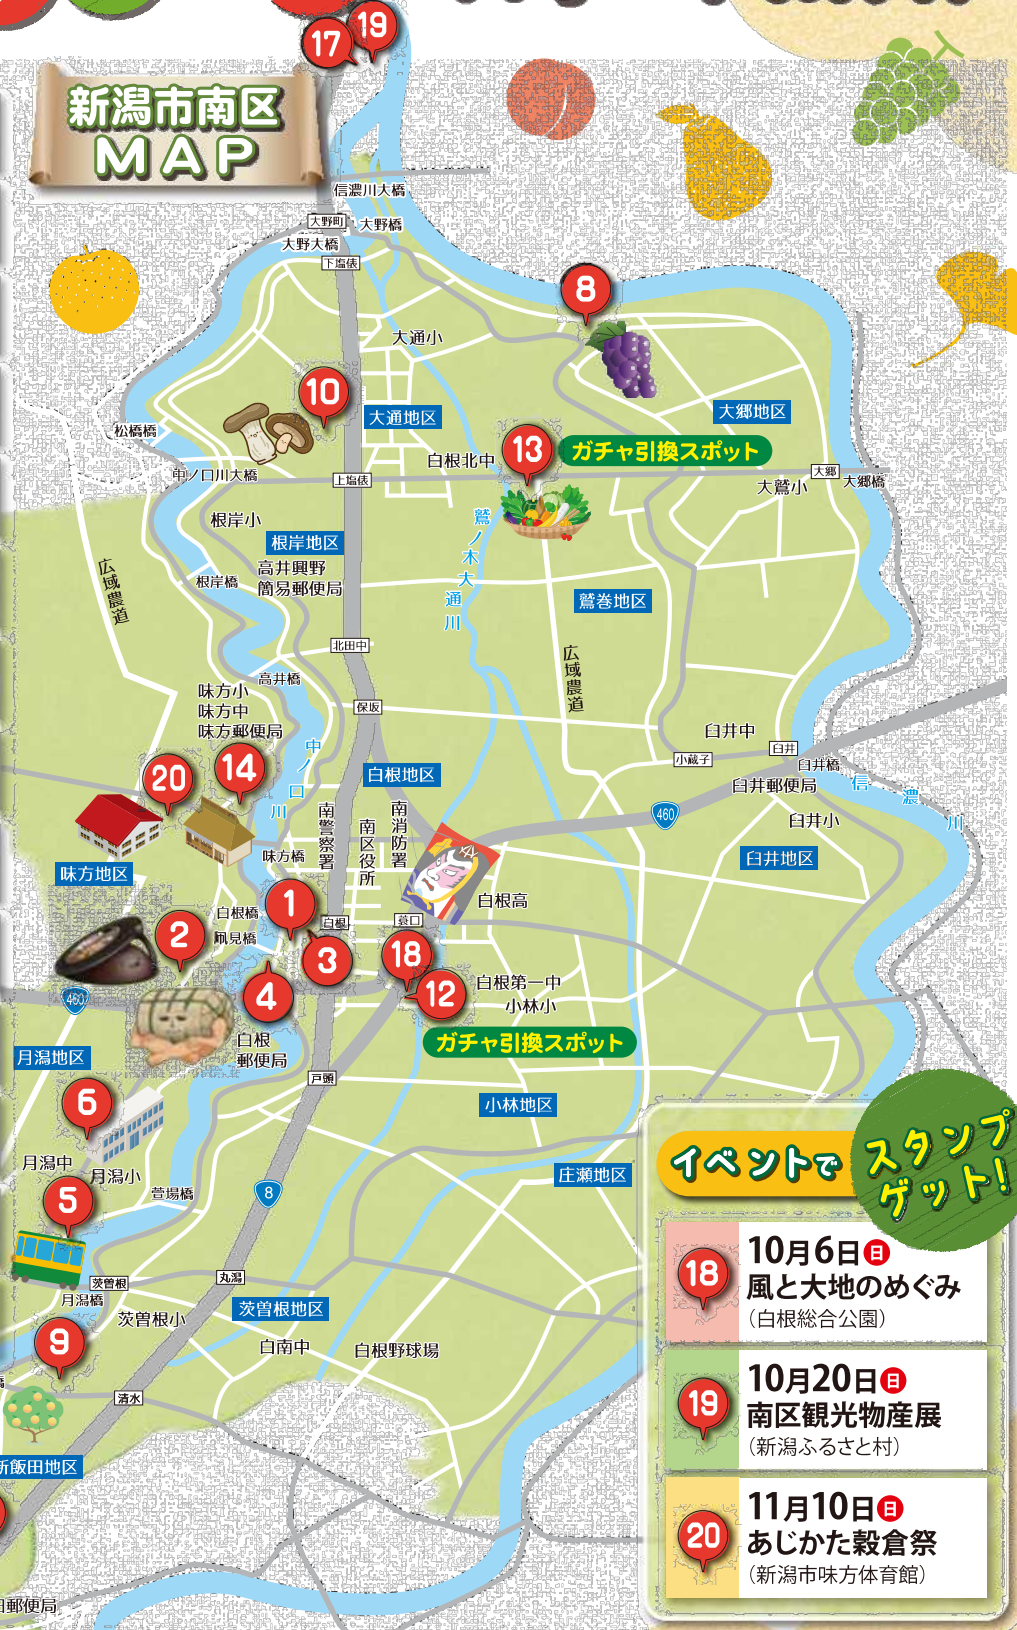 17
19
新潟市南区
MAP
信濃川大橋
大野町
大野橋
大野大橋
下塩俵
8
大通小
10
大通地区
大郷地区
松橋橋
白根北中
13
ガチャ引換スポット
中ノ口川大橋
上塩俵
大郷
大郷橋
大鷲小
根岸小
鷲ノ木大通川
根岸地区
高井興野
簡易郵便局
広域農道
根岸橋
鷲巻地区
北田中
広域農道
高井橋
味方小
味方中
味方郵便局
保坂
臼井中
臼井
小蔵子
臼井橋
中ノ口川
白根地区
20
14
臼井郵便局
信濃川
460
臼井小
南警察署
南区役所
南消防署
味方橋
臼井地区
味方地区
1
白根橋
白根高
2
白根
蓑口
凧見橋
3
18
4
12
白根第一中
小林小
460
ガチャ引換スポット
白根
郵便局
月潟地区
戸頭
6
小林地区
月潟中
月潟小
庄瀬地区
萱場橋
8
5
茨曽根
丸潟
月潟橋
茨曽根小
茨曽根地区
白南中
白根野球場
9
清水
新飯田地区
田郵便局
イベントで
スタンプ
ゲット!
18
10月6日日
風と大地のめぐみ
(白根総合公園)
19
10月20日日
南区観光物産展
(新潟ふるさと村)
20
11月10日日
あじかた穀倉祭
(新潟市味方体育館)